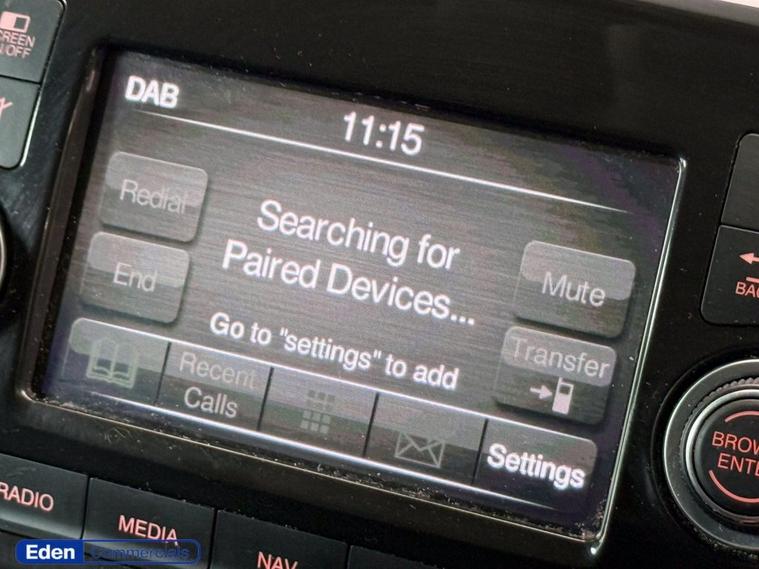 SCREEN
DAB
11:15
Redial
Searching for
Paired Devices...
Mute
End
Go to "settings" to add
Transfer
Recent
Calls
Settings
RADIO
MEDIA
NAV
Eden Commercials